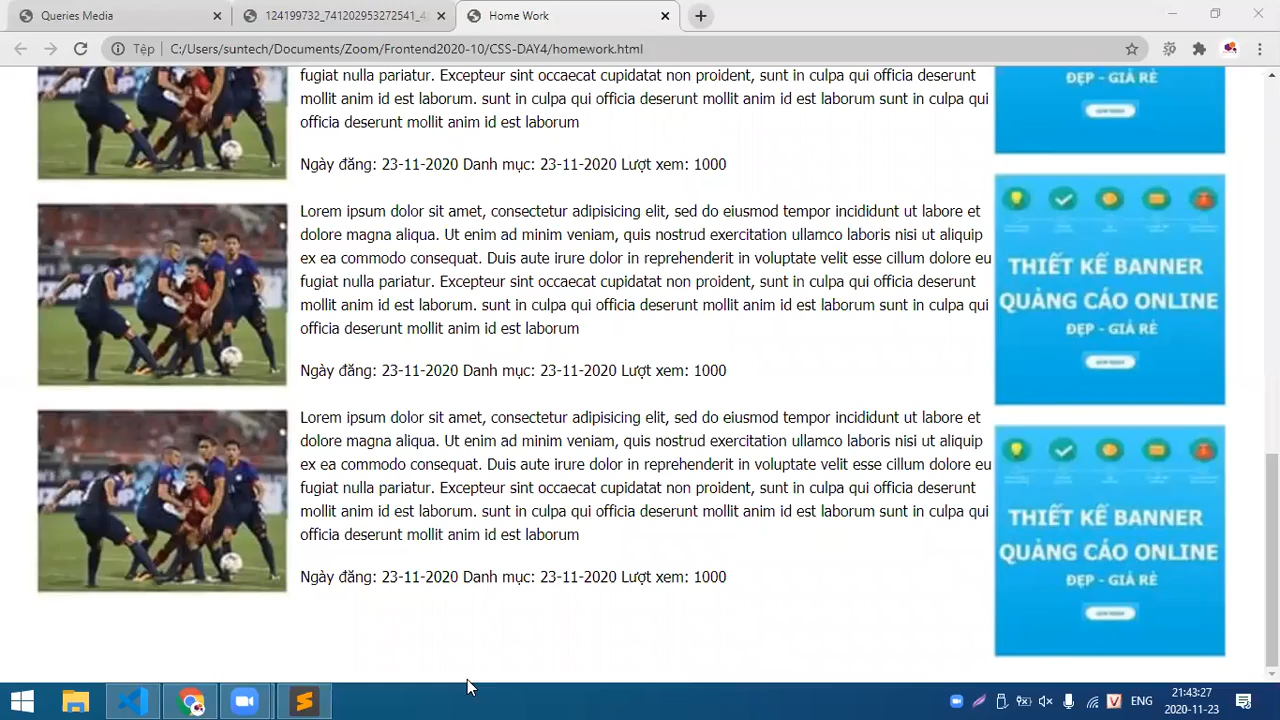 Queries Media
124199732_741202953272541_4
Home Work
Tệp
C:/Users/suntech/Documents/Zoom/Frontend2020-10/CSS-DAY4/homework.html
fugiat nulla pariatur. Excepteur sint occaecat cupidatat non proident, sunt in culpa qui officia deserunt
mollit anim id est laborum. sunt in culpa qui officia deserunt mollit anim id est laborum sunt in culpa qui
officia deserunt mollit anim id est laborum
Ngày đăng: 23-11-2020 Danh mục: 23-11-2020 Lượt xem: 1000
ĐẸP - GIÁ RẺ
Lorem ipsum dolor sit amet, consectetur adipisicing elit, sed do eiusmod tempor incididunt ut labore et
dolore magna aliqua. Ut enim ad minim veniam, quis nostrud exercitation ullamco laboris nisi ut aliquip
ex ea commodo consequat. Duis aute irure dolor in reprehenderit in voluptate velit esse cillum dolore eu
fugiat nulla pariatur. Excepteur sint occaecat cupidatat non proident, sunt in culpa qui officia deserunt
mollit anim id est laborum. sunt in culpa qui officia deserunt mollit anim id est laborum sunt in culpa qui
officia deserunt mollit anim id est laborum
Ngày đăng: 23-11-2020 Danh mục: 23-11-2020 Lượt xem: 1000
THIẾT KẾ BANNER
QUẢNG CÁO ONLINE
ĐẸP - GIÁ RẺ
Lorem ipsum dolor sit amet, consectetur adipisicing elit, sed do eiusmod tempor incididunt ut labore et
dolore magna aliqua. Ut enim ad minim veniam, quis nostrud exercitation ullamco laboris nisi ut aliquip
ex ea commodo consequat. Duis aute irure dolor in reprehenderit in voluptate velit esse cillum dolore eu
fugiat nulla pariatur. Excepteur sint occaecat cupidatat non proident, sunt in culpa qui officia deserunt
mollit anim id est laborum. sunt in culpa qui officia deserunt mollit anim id est laborum sunt in culpa qui
officia deserunt mollit anim id est laborum
Ngày đăng: 23-11-2020 Danh mục: 23-11-2020 Lượt xem: 1000
THIẾT KẾ BANNER
QUẢNG CÁO ONLINE
ĐẸP - GIÁ RẺ
V
ENG
21:43:27
2020-11-23